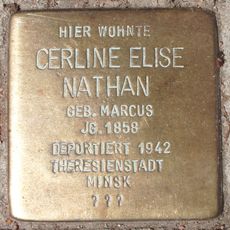 HIER WOHNTE
CERLINE ELISE
NATHAN
GEB. MARCUS
JG. 1858
DEPORTIERT 1942
THERESIENSTADT
MINSK
? ? ?